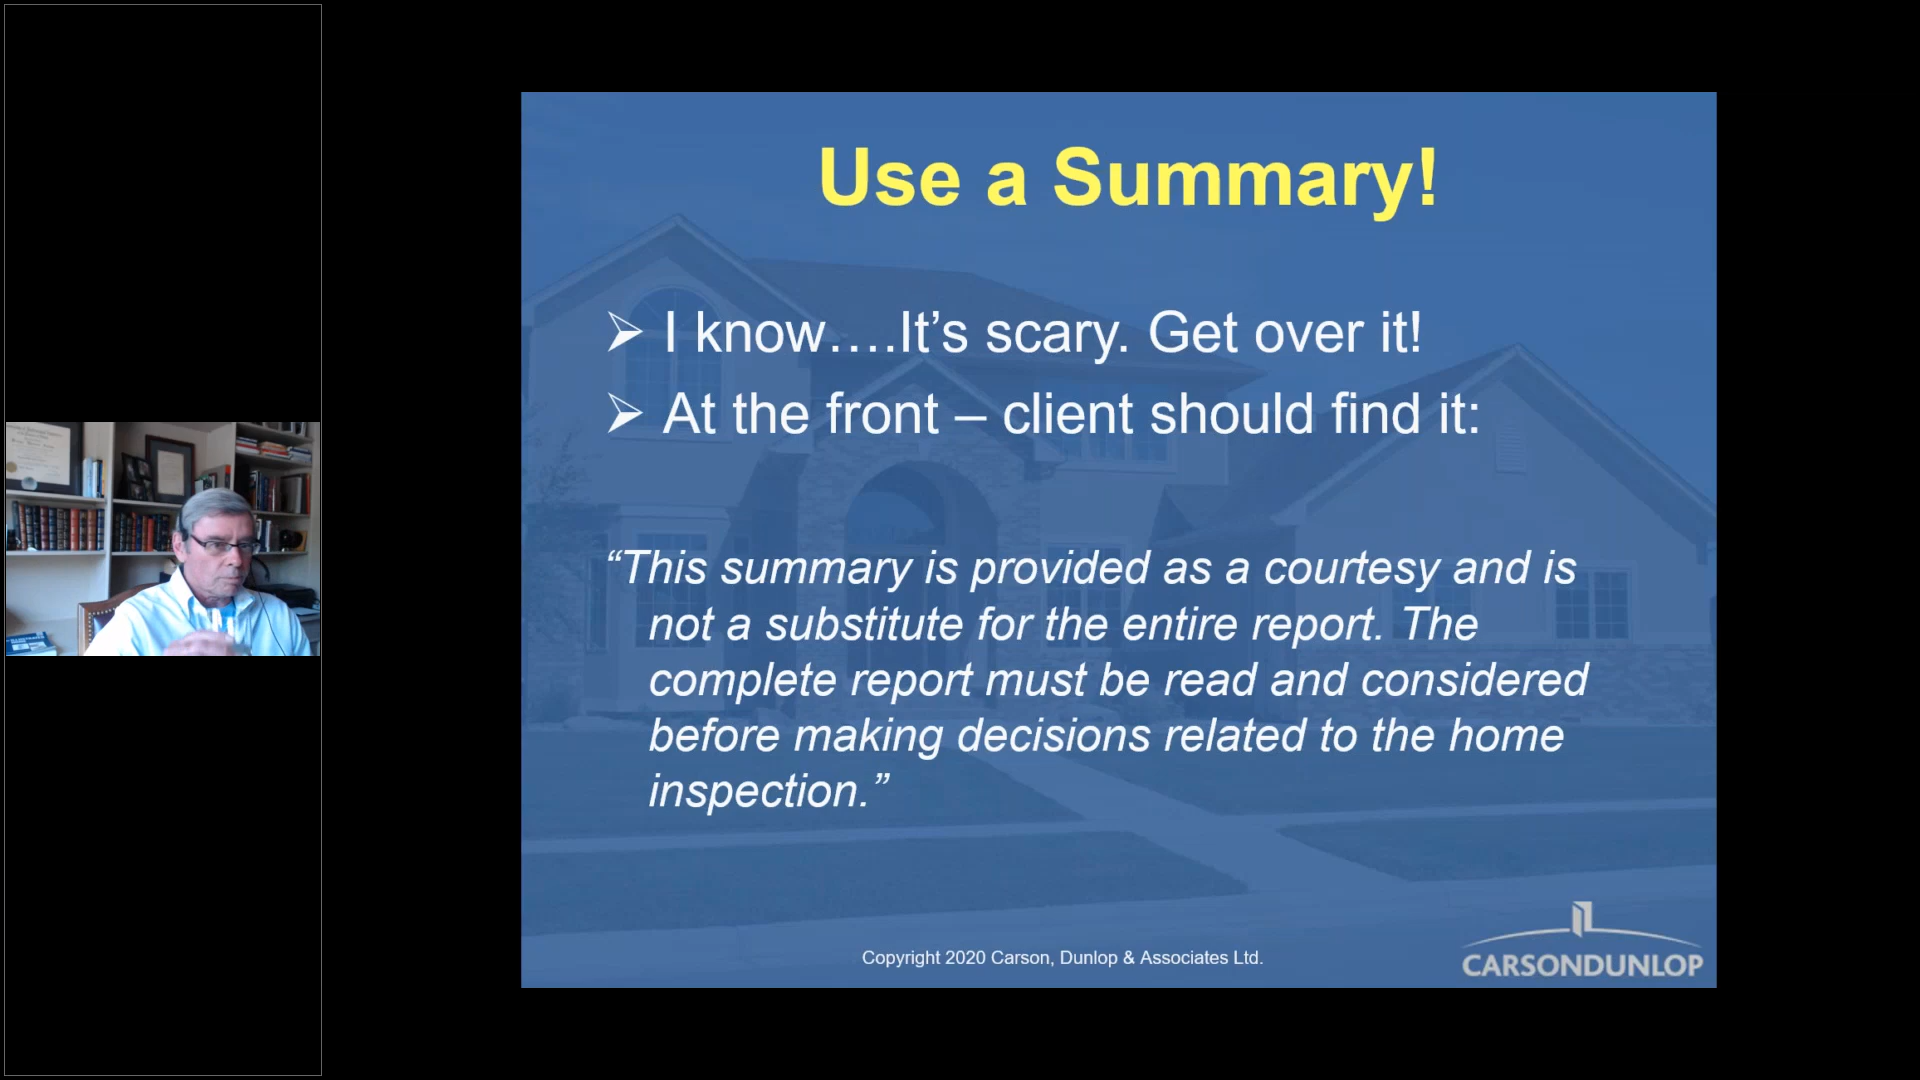 Use a Summary!
➢ I know….It’s scary. Get over it!
➢ At the front – client should find it:
“This summary is provided as a courtesy and is
not a substitute for the entire report. The
complete report must be read and considered
before making decisions related to the home
inspection.”
Copyright 2020 Carson, Dunlop & Associates Ltd.
CARSONDUNLOP